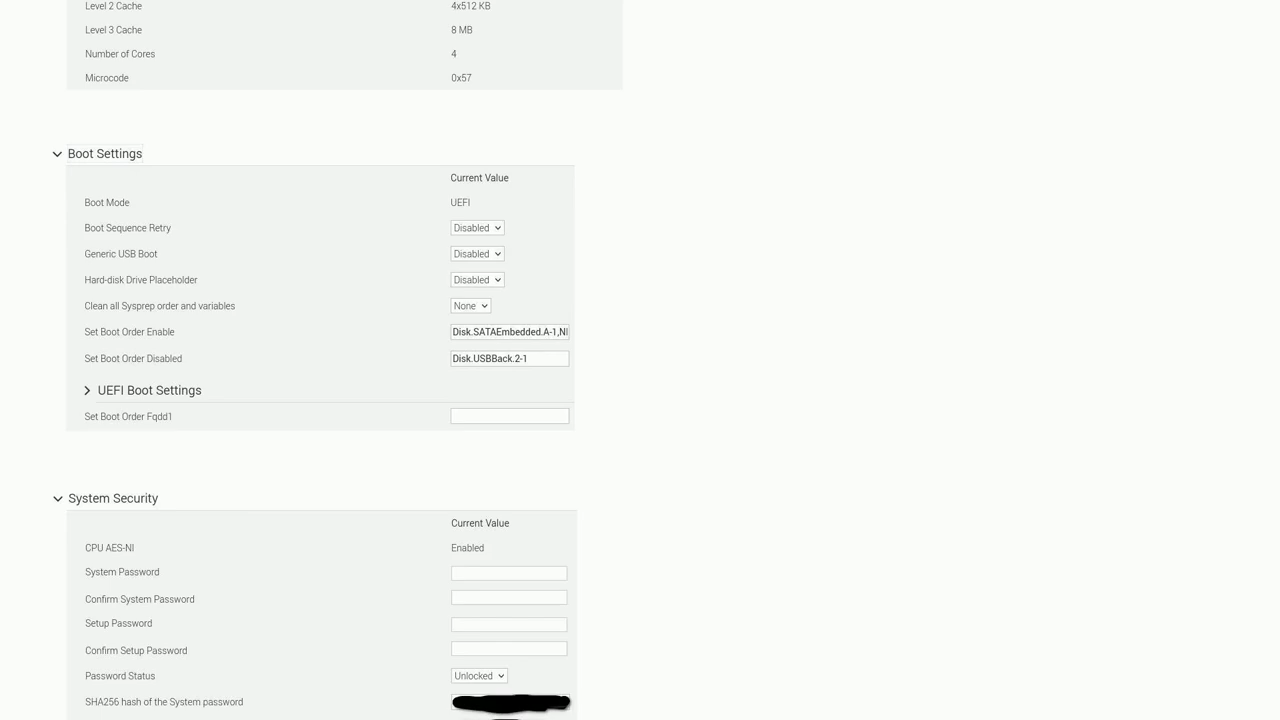 Level 2 Cache 4x512 KB
Level 3 Cache 8 MB
Number of Cores 4
Microcode 0x57
Boot Settings
Current Value
Boot Mode UEFI
Boot Sequence Retry Disabled
Generic USB Boot Disabled
Hard-disk Drive Placeholder Disabled
Clean all Sysprep order and variables None
Set Boot Order Enable Disk.SATAEmbedded.A-1,NI
Set Boot Order Disabled Disk.USBBack.2-1
UEFI Boot Settings
Set Boot Order Fqdd1
System Security
Current Value
CPU AES-NI Enabled
System Password
Confirm System Password
Setup Password
Confirm Setup Password
Password Status Unlocked
SHA256 hash of the System password